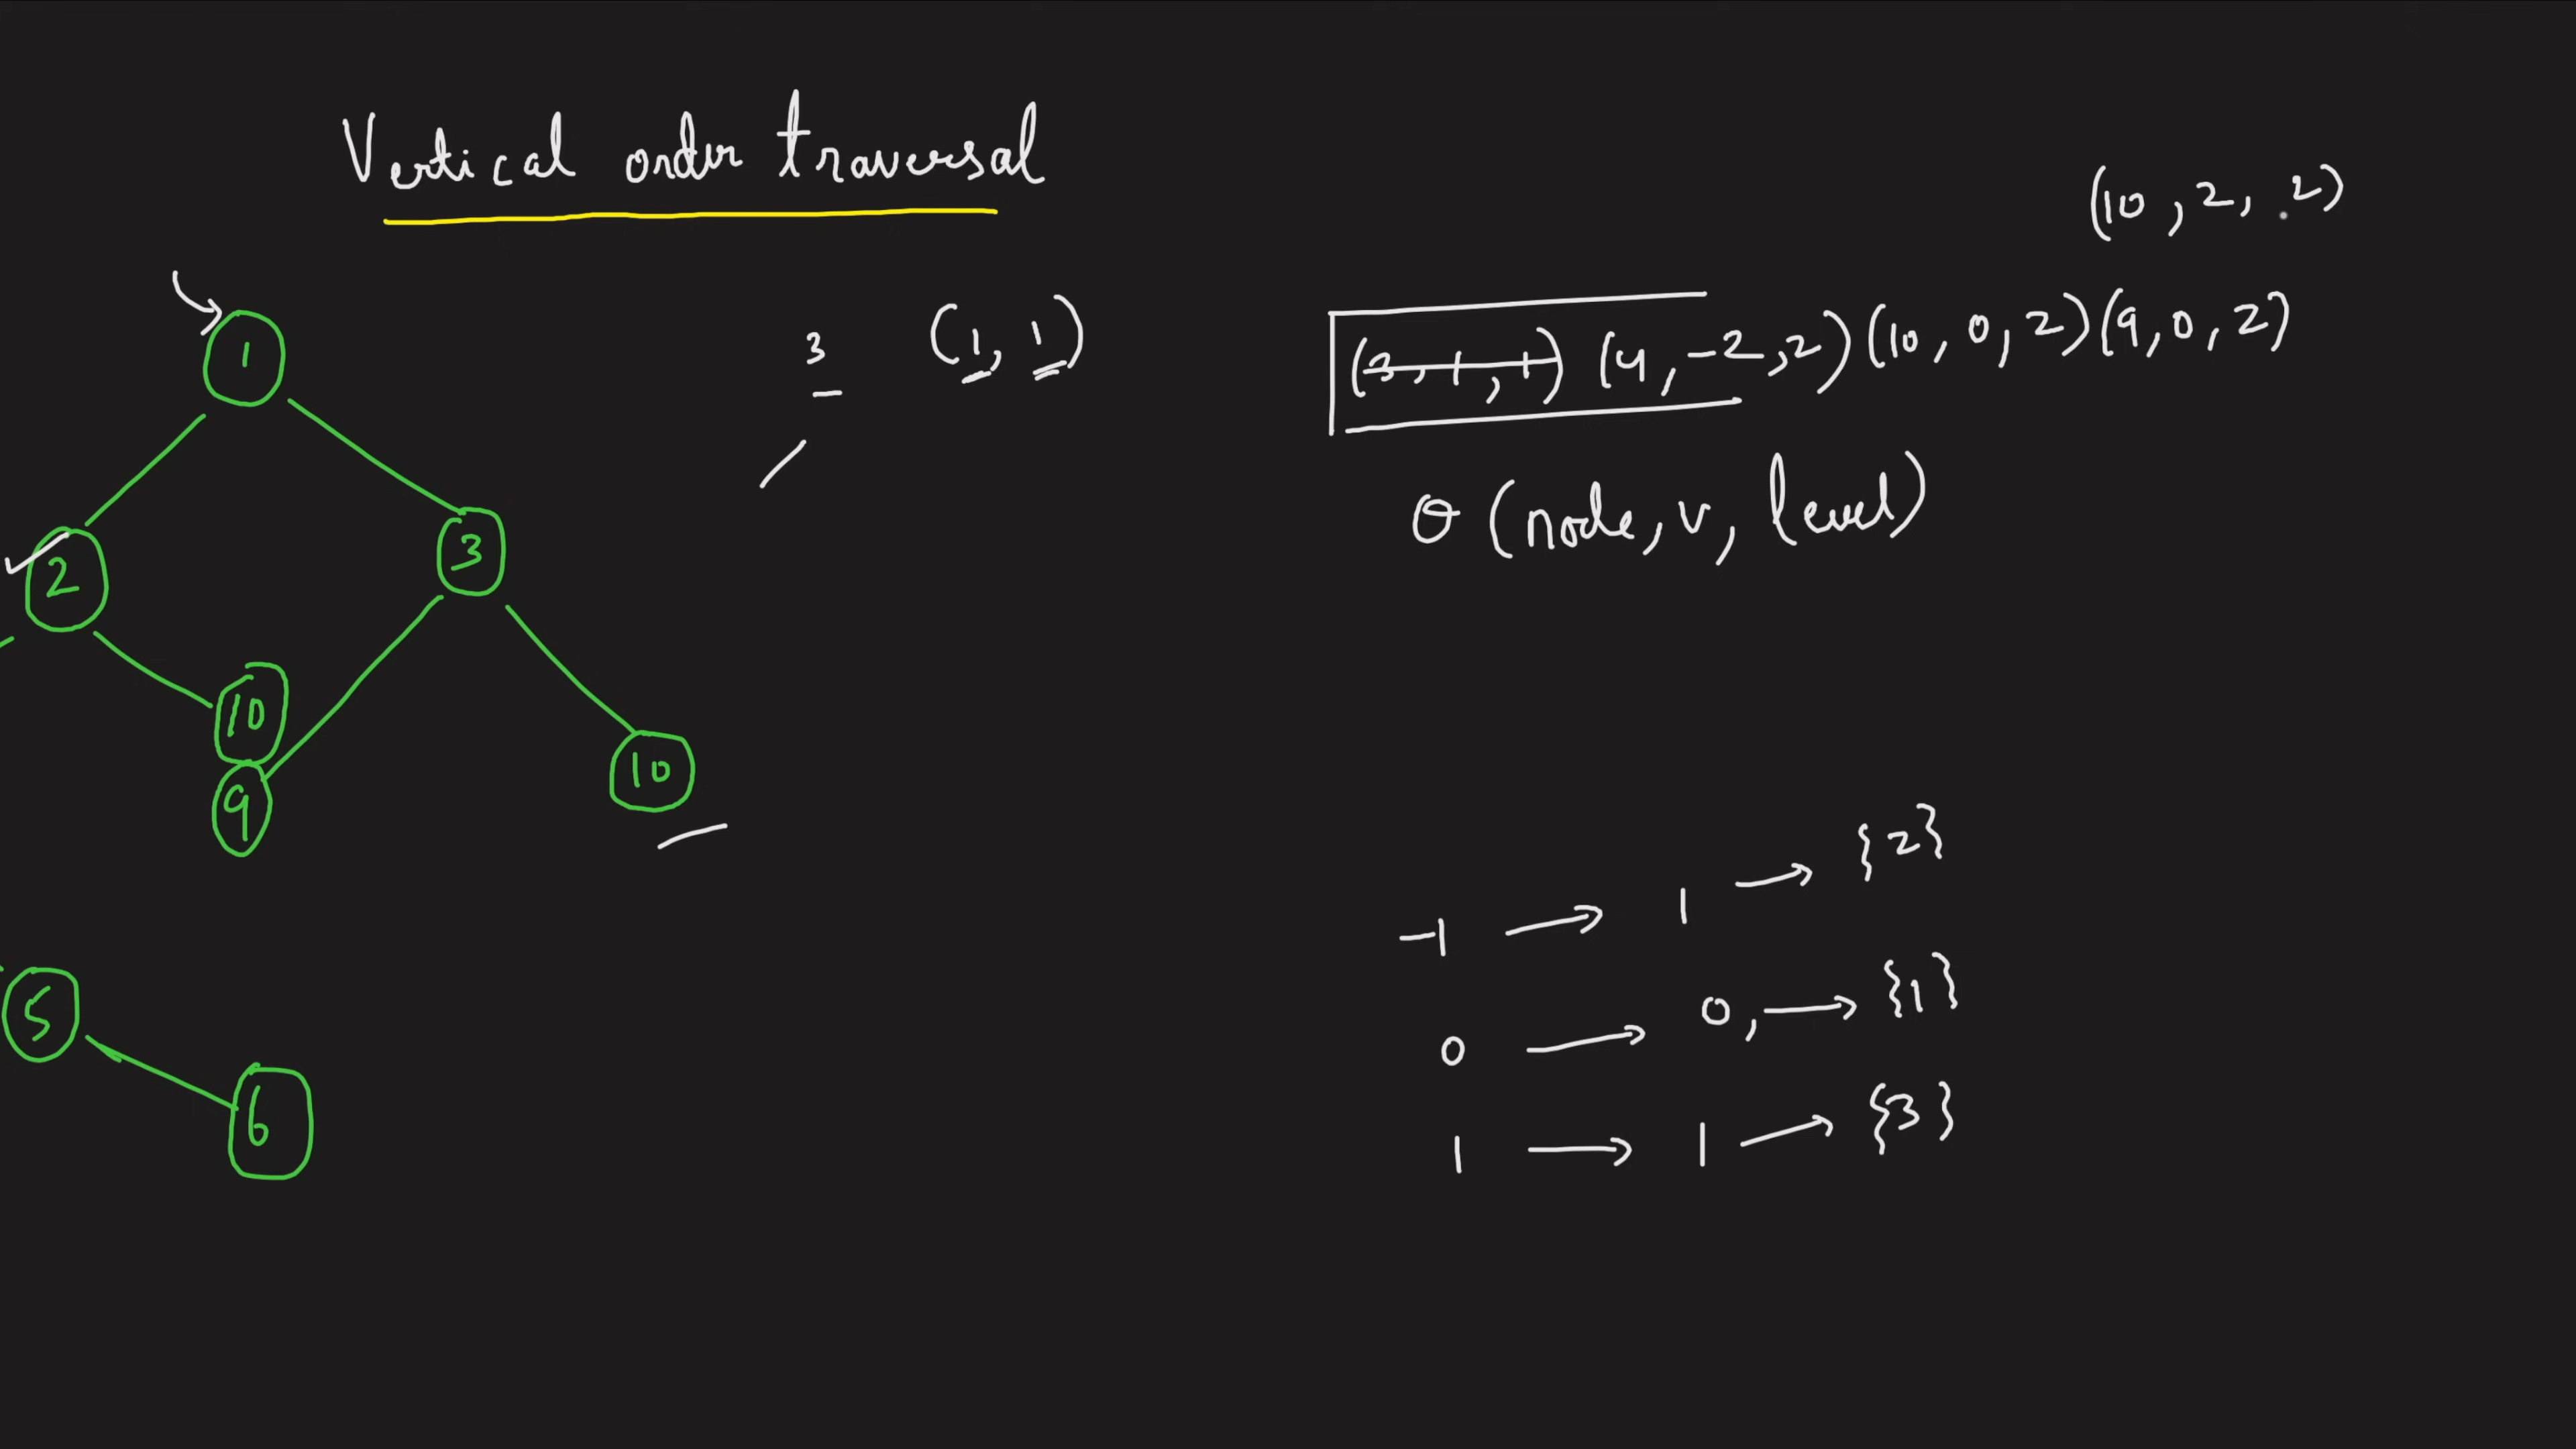 Vertical order traversal
(10, 2, 2)
1
3 (1, 1)
(3, 1, 1) (4, -2, 2) (10, 0, 2) (9, 0, 2)
Q (node, v, level)
2
3
10
10
9
-1 → 1 → {2}
0 → 0, → {1}
5
1 → 1 → {3}
6